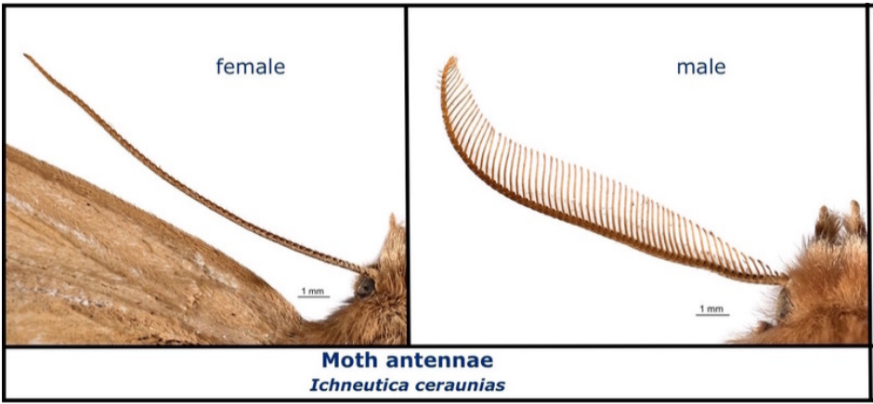 female
male
1 mm
1 mm
Moth antennae
Ichneutica ceraunias